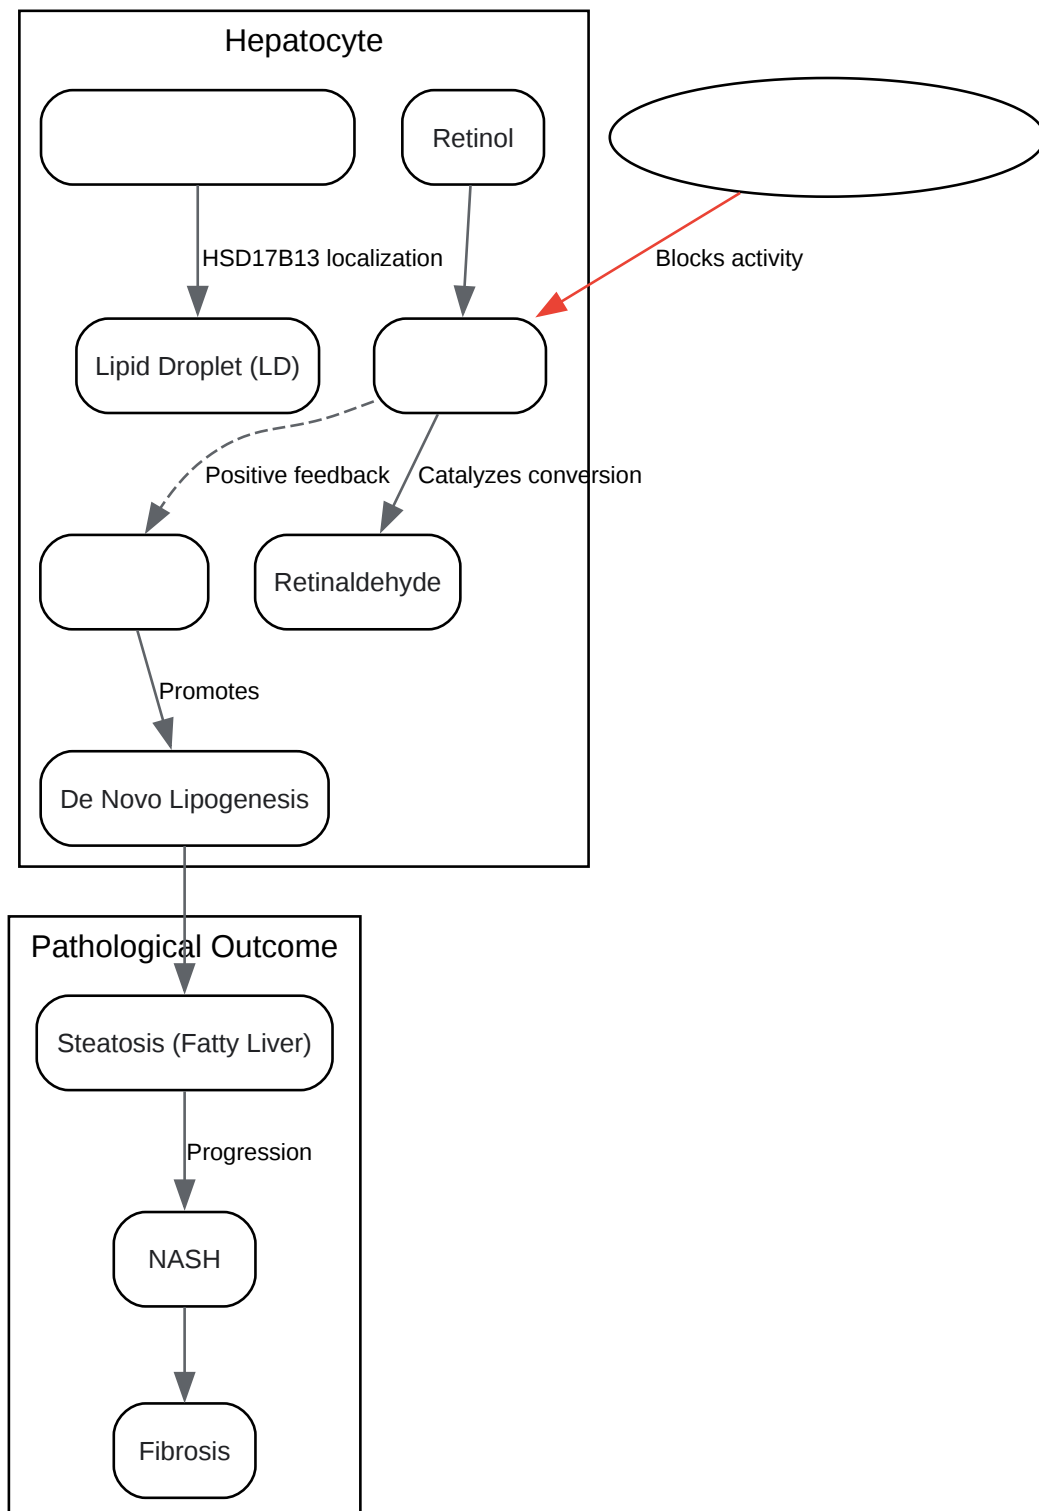 Hepatocyte
Retinol
HSD17B13 localization
Blocks activity
Lipid Droplet (LD)
Positive feedback
Catalyzes conversion
Retinaldehyde
Promotes
De Novo Lipogenesis
Pathological Outcome
Steatosis (Fatty Liver)
Progression
NASH
Fibrosis